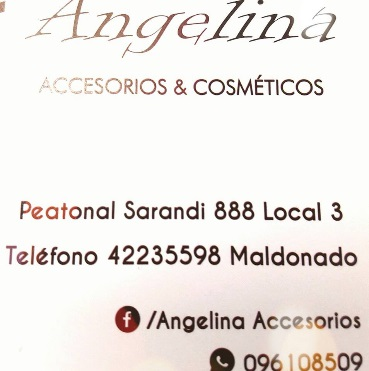 Angelina
ACCESORIOS & COSMÉTICOS
Peatonal Sarandi 888 Local 3
Teléfono 42235598 Maldonado
/Angelina Accesorios
096108509